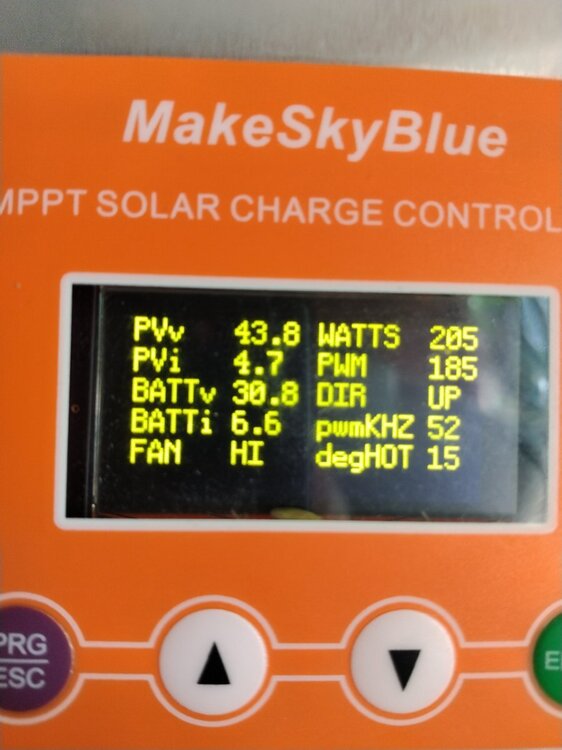 MakeSkyBlue
MPPT SOLAR CHARGE CONTROL
PVv 43.8 WATTS 205
PVi 4.7 PWM 185
BATTv 30.8 DIR UP
BATTi 6.6 pwmKHZ 52
FAN HI degHOT 15
PRG
ESC